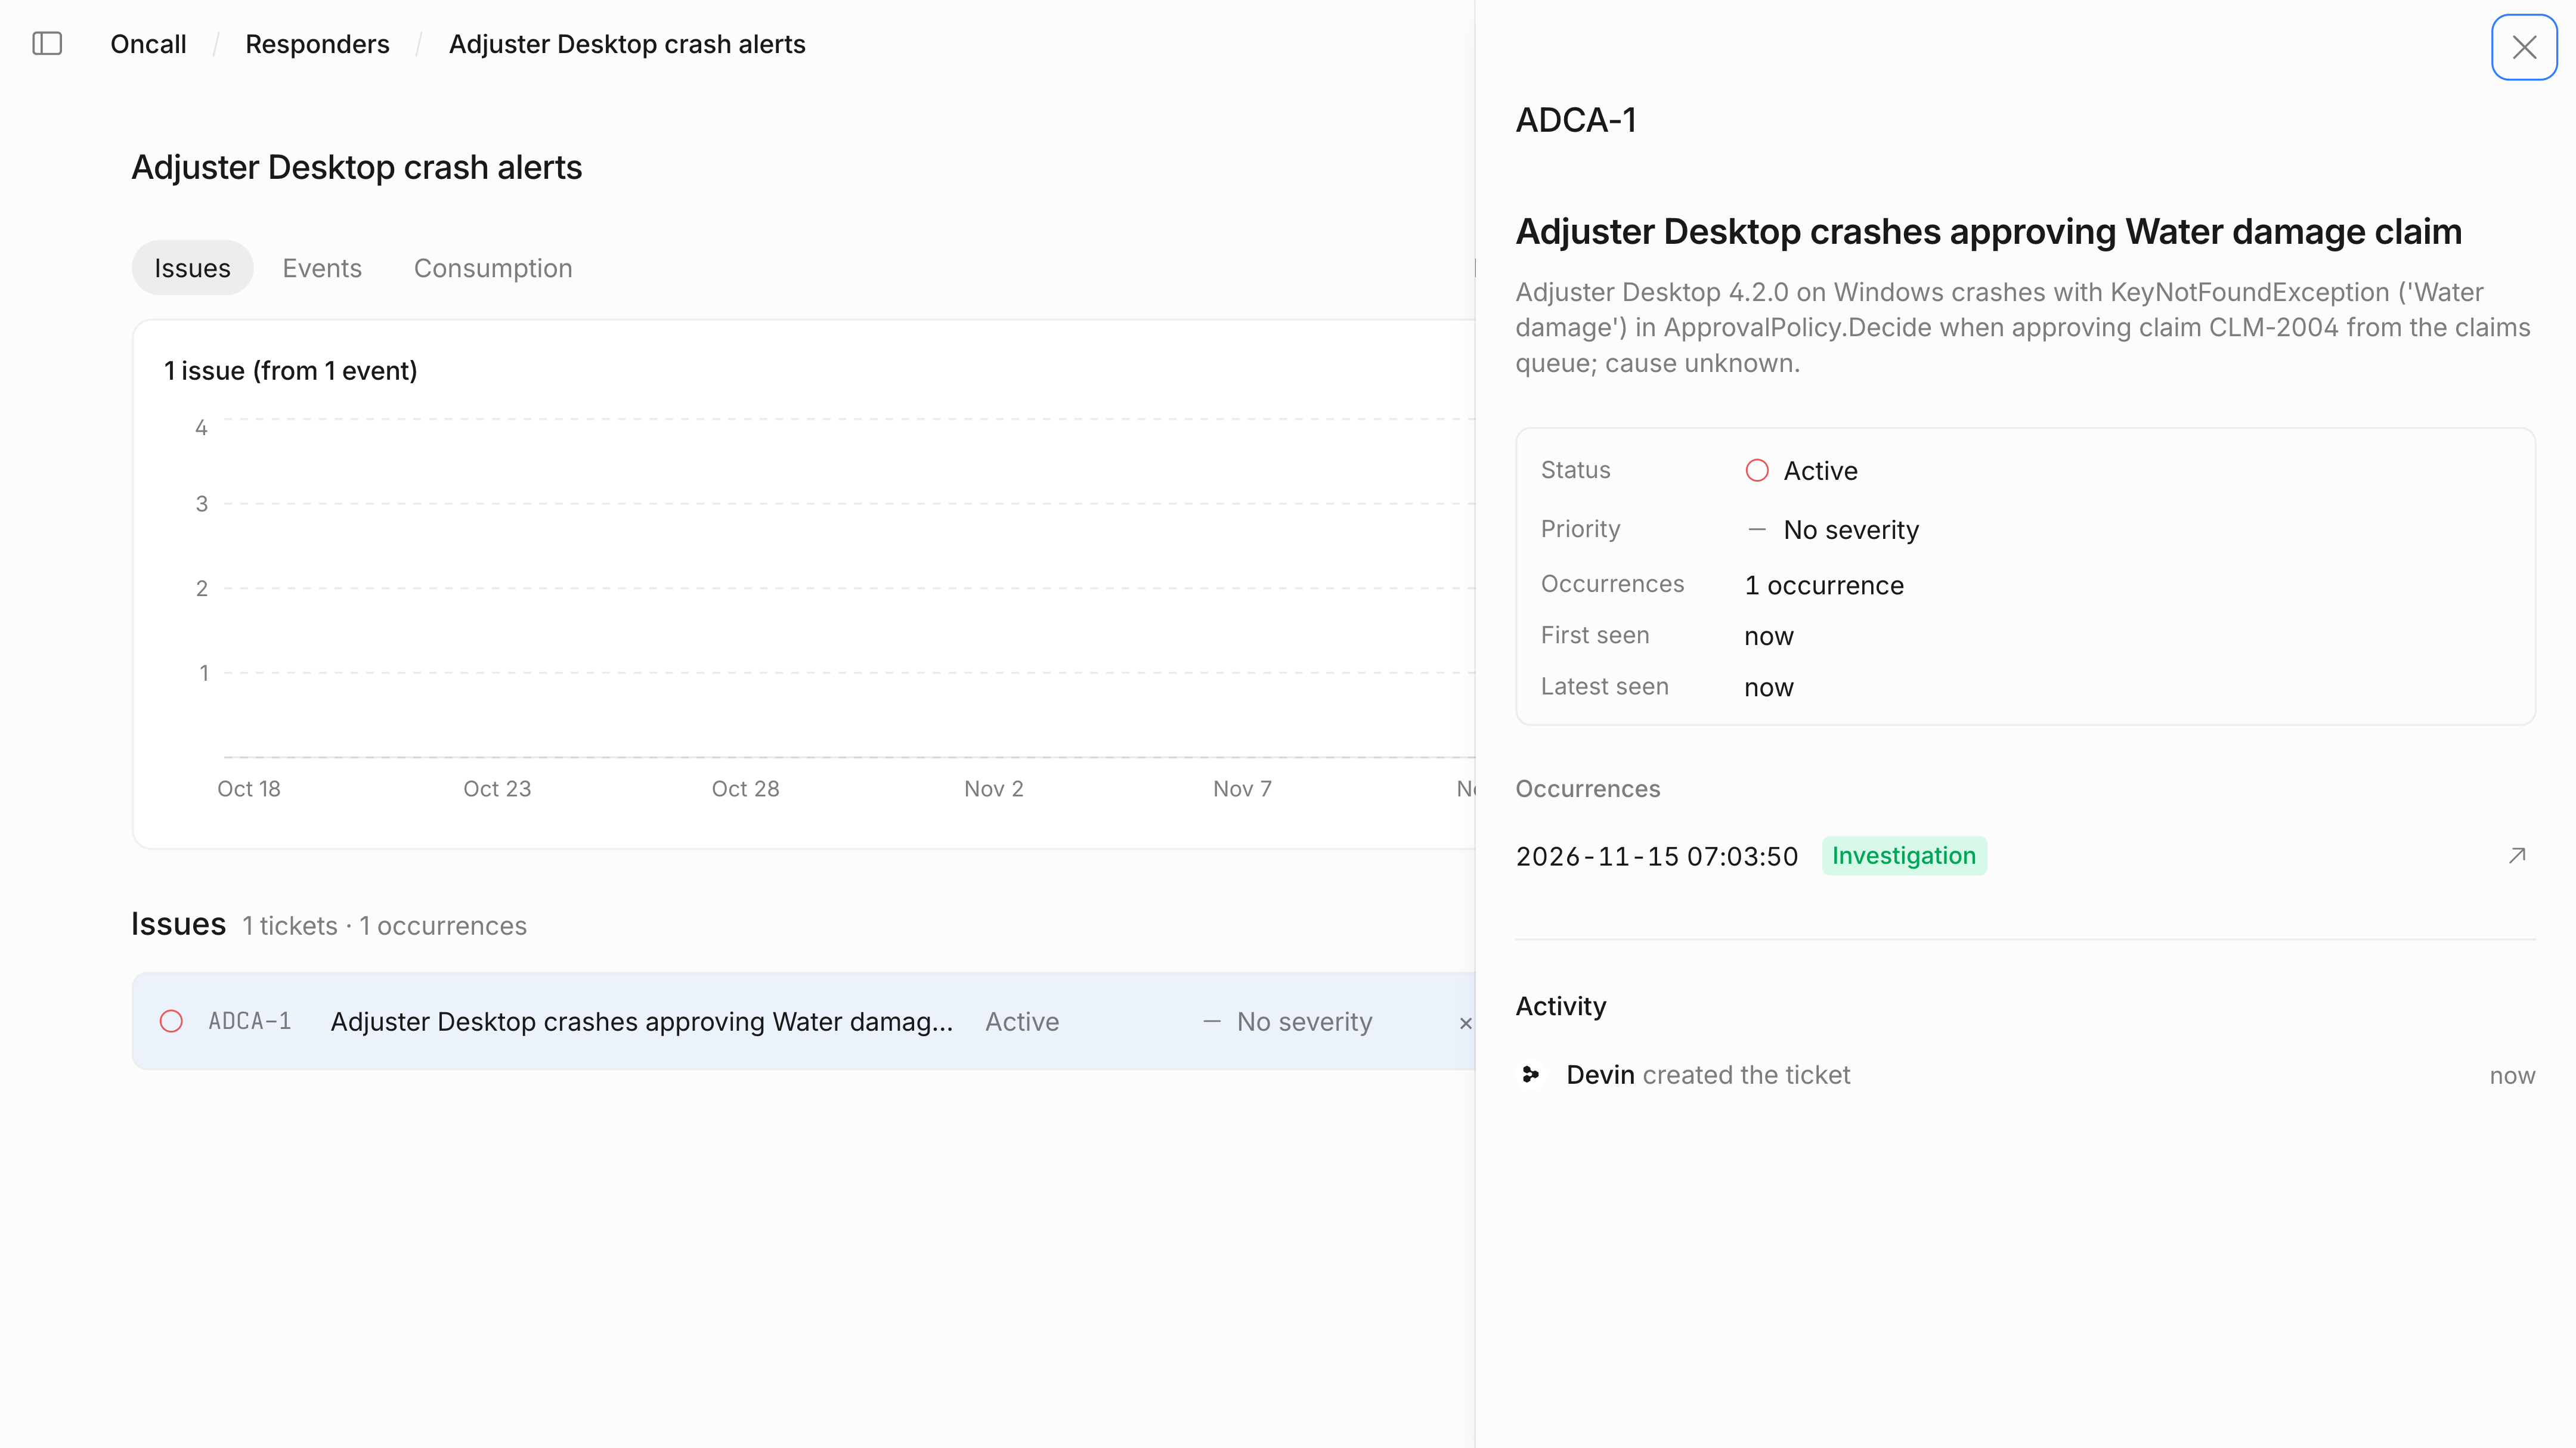 Oncall / Responders / Adjuster Desktop crash alerts
Adjuster Desktop crash alerts
Issues Events Consumption
1 issue (from 1 event)
4
3
2
1
Oct 18 Oct 23 Oct 28 Nov 2 Nov 7
Issues 1 tickets · 1 occurrences
ADCA-1 Adjuster Desktop crashes approving Water damag... Active — No severity ×
ADCA-1
Adjuster Desktop crashes approving Water damage claim
Adjuster Desktop 4.2.0 on Windows crashes with KeyNotFoundException ('Water
damage') in ApprovalPolicy.Decide when approving claim CLM-2004 from the claims
queue; cause unknown.
Status Active
Priority — No severity
Occurrences 1 occurrence
First seen now
Latest seen now
Occurrences
2026-11-15 07:03:50 Investigation
Activity
Devin created the ticket now